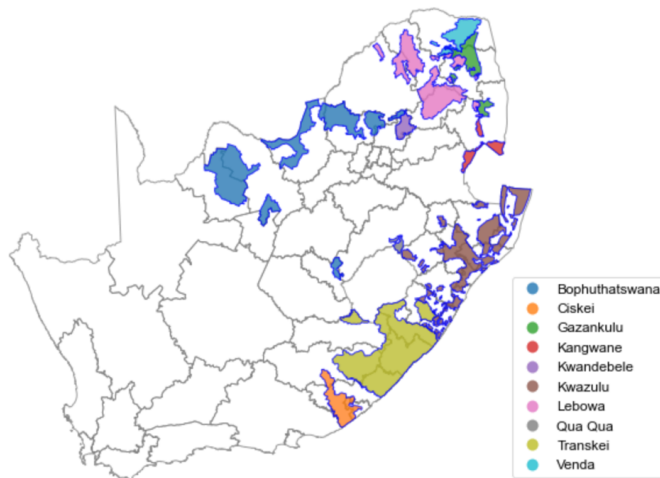 Bophuthatswana
Ciskei
Gazankulu
Kangwane
Kwandebele
Kwazulu
Lebowa
Qua Qua
Transkei
Venda